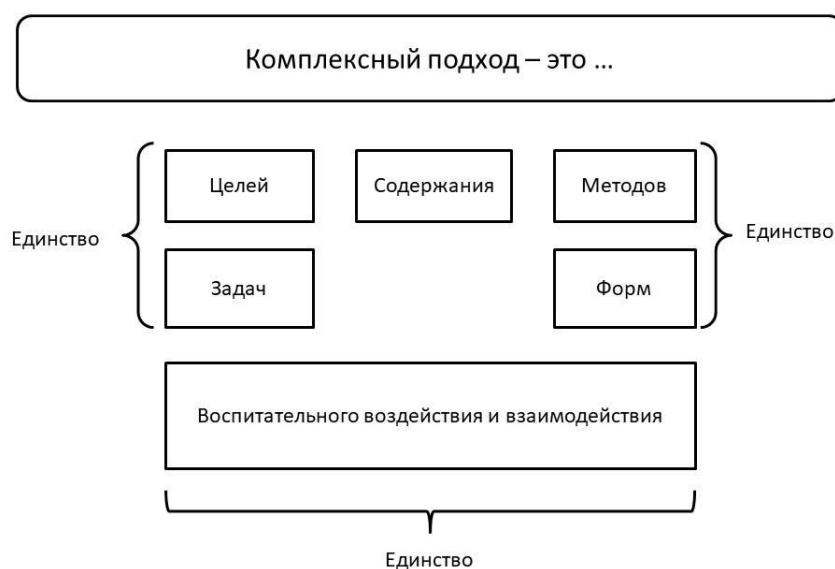 Комплексный подход – это ...
Целей
Содержания
Методов
Единство
Единство
Задач
Форм
Воспитательного воздействия и взаимодействия
Единство